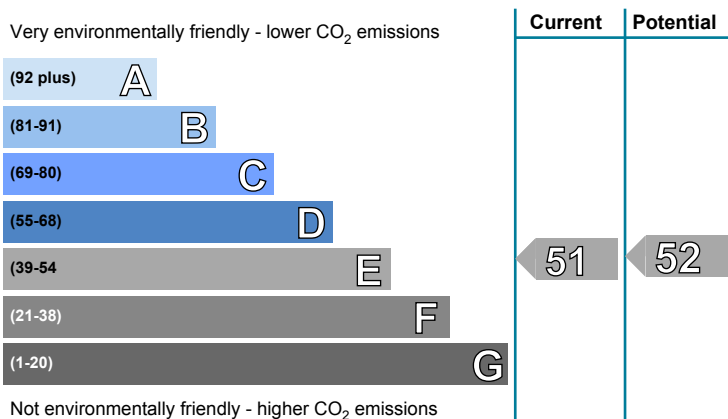 Current Potential
Very environmentally friendly - lower CO2 emissions
(92 plus) A
(81-91) B
(69-80) C
(55-68) D
(39-54 E
51 52
(21-38) F
(1-20) G
Not environmentally friendly - higher CO2 emissions